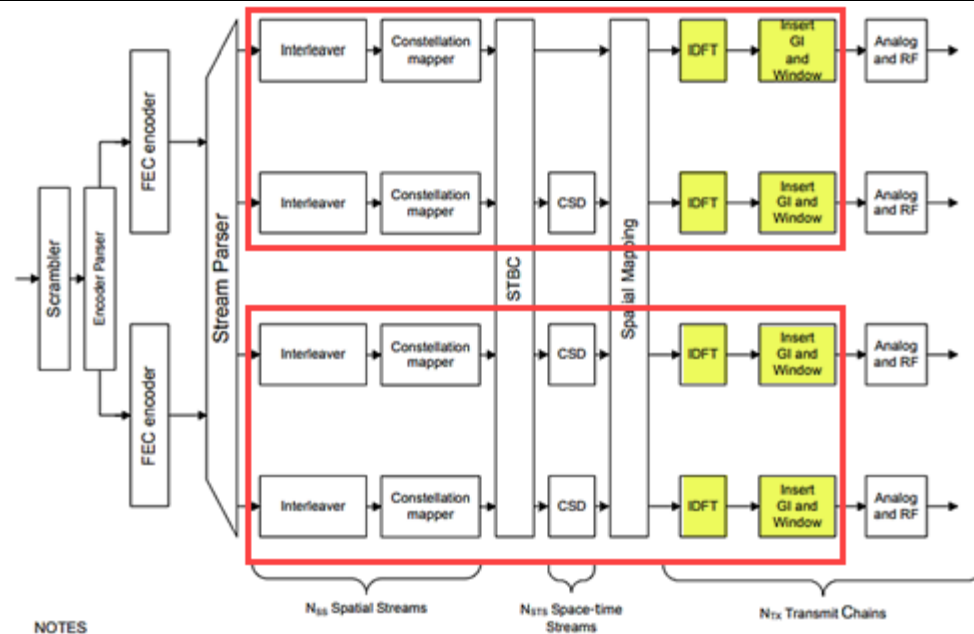 Scrambler
Encoder Parser
FEC encoder
FEC encoder
Stream Parser
Interleaver
Constellation
mapper
IDFT
Insert
GI
and
Window
Analog
and RF
Interleaver
Constellation
mapper
CSD
IDFT
Insert
GI and
Window
Analog
and RF
STBC
Spatial Mapping
Interleaver
Constellation
mapper
CSD
IDFT
Insert
GI and
Window
Analog
and RF
Interleaver
Constellation
mapper
CSD
IDFT
Insert
GI and
Window
Analog
and RF
NSS Spatial Streams
NSTS Space-time
Streams
NTX Transmit Chains
NOTES